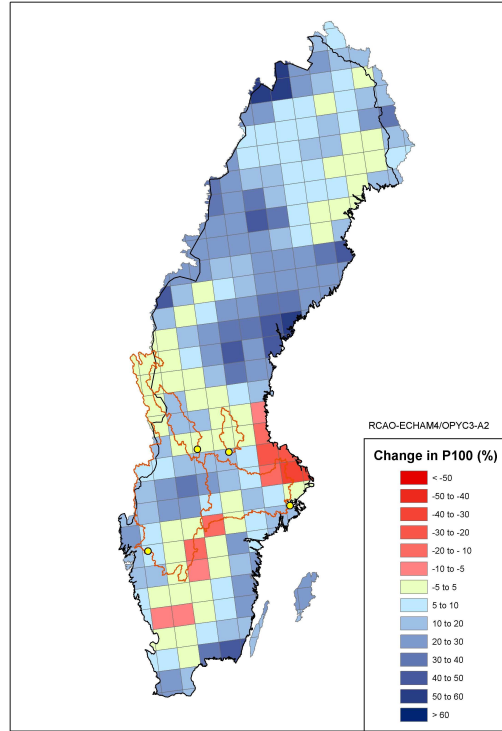 RCAO-ECHAM4/OPYC3-A2
Change in P100 (%)
< -50
-50 to -40
-40 to -30
-30 to -20
-20 to - 10
-10 to -5
-5 to 5
5 to 10
10 to 20
20 to 30
30 to 40
40 to 50
50 to 60
> 60